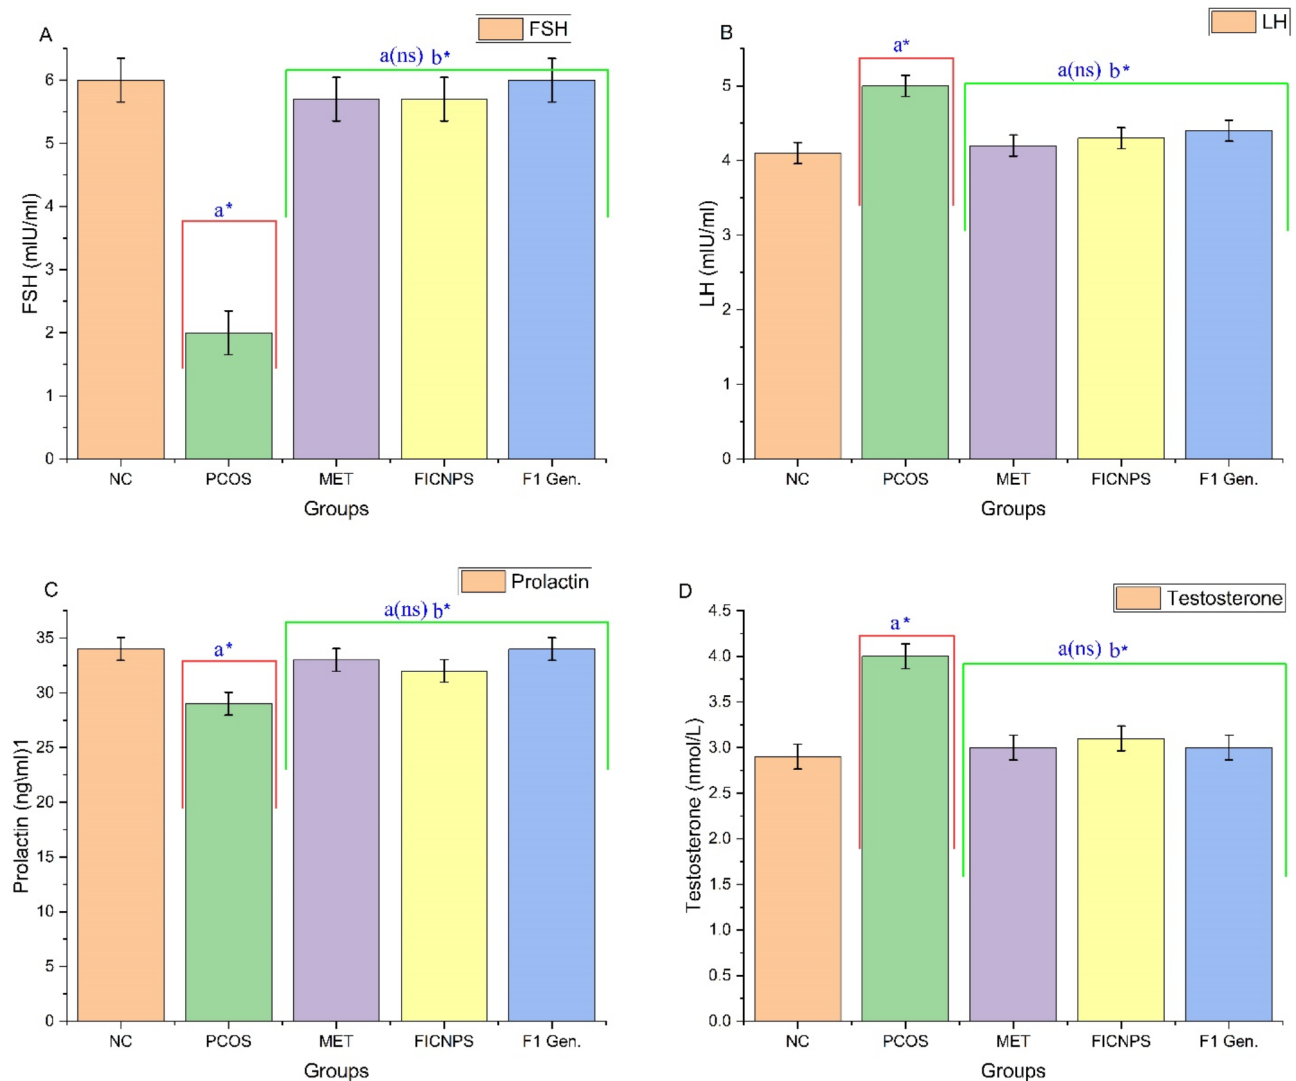 A
FSH
a(ns) b*
a*
FSH (mIU/ml)
6
5
4
3
2
1
0
NC PCOS MET FICNPS F1 Gen.
Groups
B
LH
a*
a(ns) b*
LH (mIU/ml)
5
4
3
2
1
0
NC PCOS MET FICNPS F1 Gen.
Groups
C
Prolactin
a(ns) b*
a*
Prolactin (ng\ml)1
35
30
25
20
15
10
5
0
NC PCOS MET FICNPS F1 Gen.
Groups
D
Testosterone
a*
a(ns) b*
Testosterone (nmol/L)
4.5
4.0
3.5
3.0
2.5
2.0
1.5
1.0
0.5
0.0
NC PCOS MET FICNPS F1 Gen.
Groups